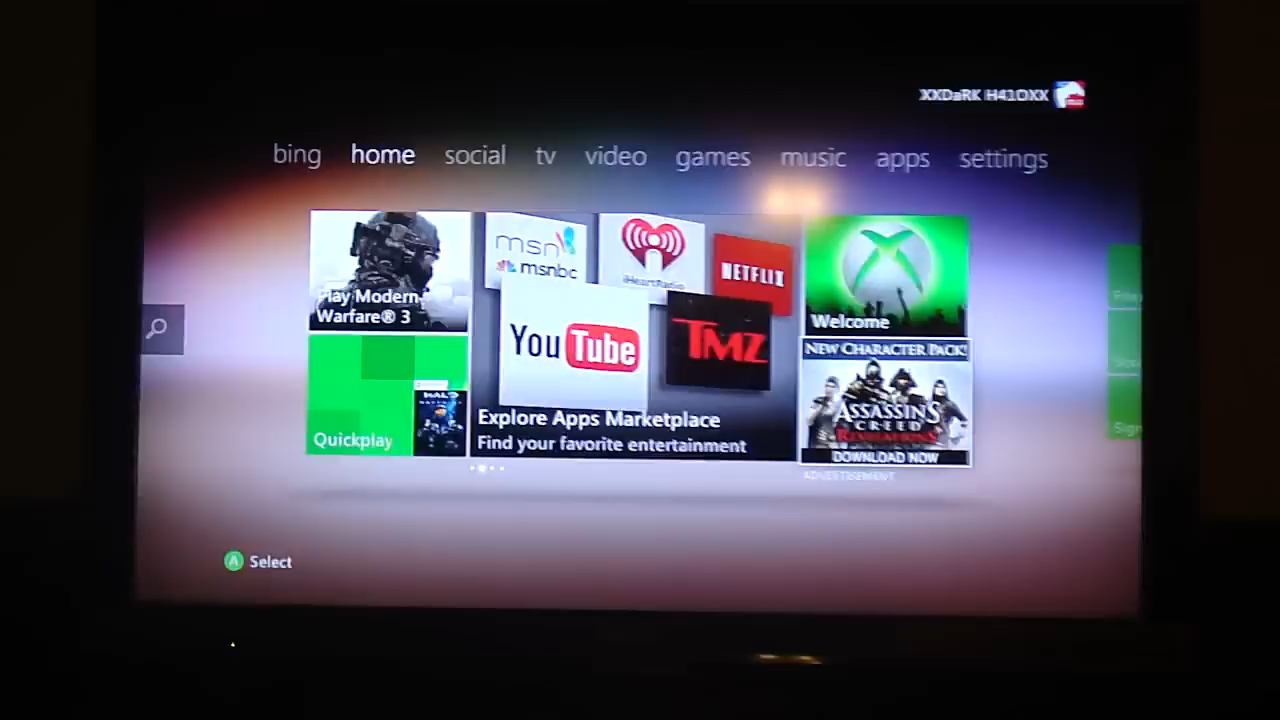 XXDaRK H41OXX
bing home social tv video games music apps settings
Play Modern
Warfare® 3
msn
msnbc
iHeartRadio
NETFLIX
YouTube
TMZ
Welcome
NEW CHARACTER PACK!
ASSASSINS
CREED
REVELATIONS
DOWNLOAD NOW
ADVERTISEMENT
HALO
Quickplay
Explore Apps Marketplace
Find your favorite entertainment
A Select